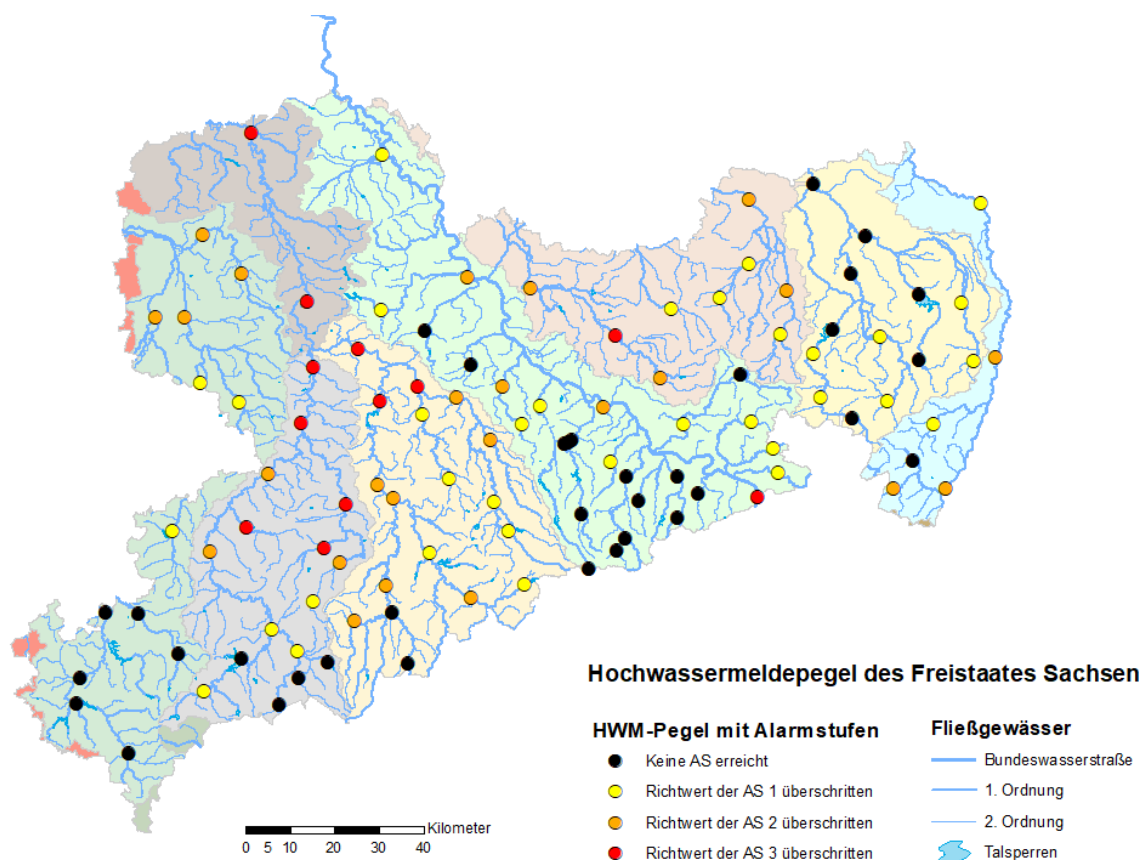 Kilometer
0 5 10 20 30 40
Hochwassermeldepegel des Freistaates Sachsen
HWM-Pegel mit Alarmstufen
Keine AS erreicht
Richtwert der AS 1 überschritten
Richtwert der AS 2 überschritten
Richtwert der AS 3 überschritten
Fließgewässer
Bundeswasserstraße
1. Ordnung
2. Ordnung
Talsperren